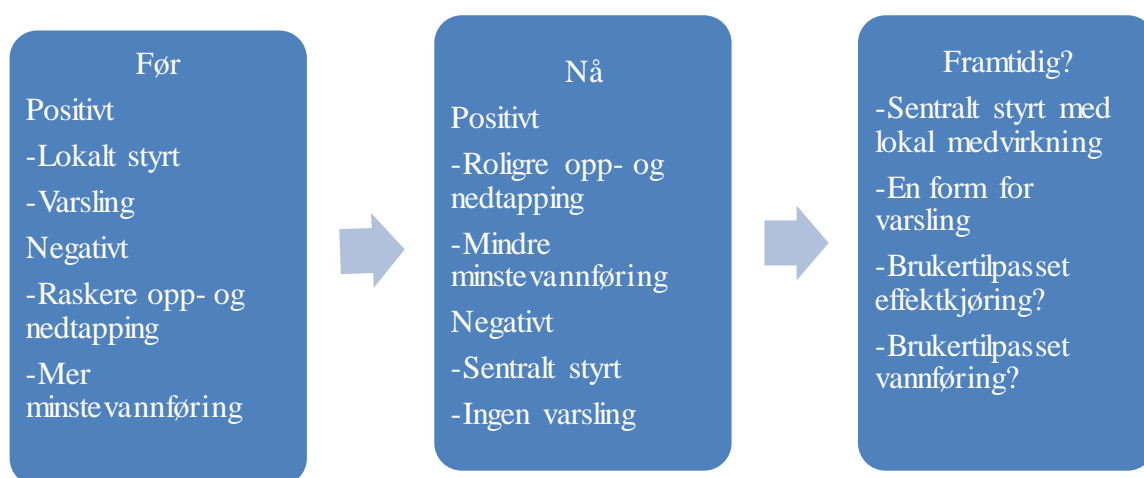 Før
Positivt
-Lokalt styrt
-Varsling
Negativt
-Raskere opp- og
nedtapping
-Mer
minstevannføring
Nå
Positivt
-Roligre opp- og
nedtapping
-Mindre
minstevannføring
Negativt
-Sentralt styrt
-Ingen varsling
Framtidig?
-Sentralt styrt med
lokal medvirkning
-En form for
varsling
-Brukertilpasset
effektkjøring?
-Brukertilpasset
vannføring?